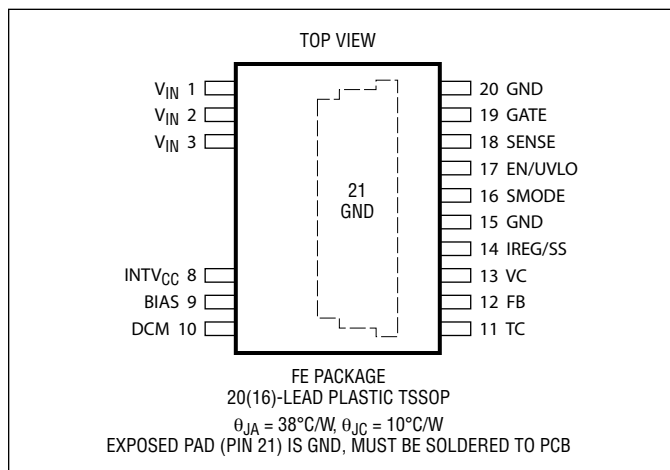 TOP VIEW
VIN 1
VIN 2
VIN 3
INTVCC 8
BIAS 9
DCM 10
21
GND
20 GND
19 GATE
18 SENSE
17 EN/UVLO
16 SMODE
15 GND
14 IREG/SS
13 VC
12 FB
11 TC
FE PACKAGE
20(16)-LEAD PLASTIC TSSOP
θJA = 38°C/W, θJC = 10°C/W
EXPOSED PAD (PIN 21) IS GND, MUST BE SOLDERED TO PCB